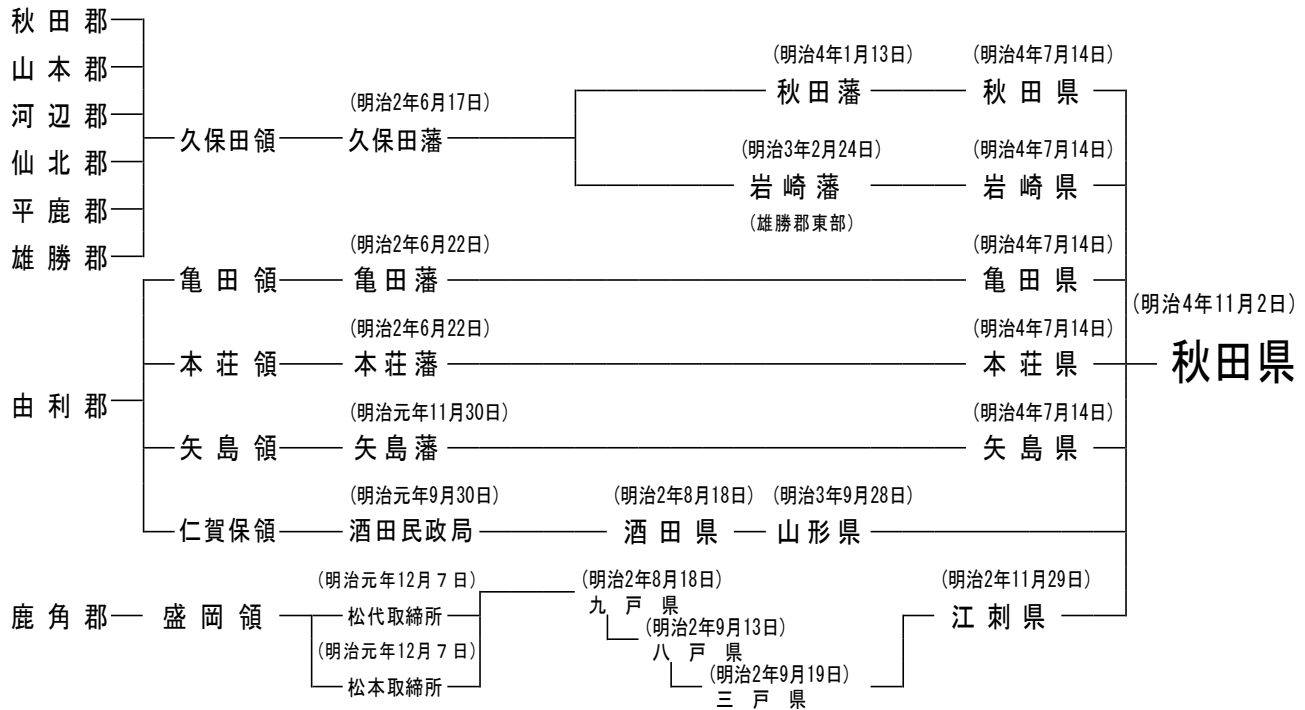 秋田郡
山本郡
河辺郡
仙北郡
平鹿郡
雄勝郡
久保田領
(明治2年6月17日)
久保田藩
(明治4年1月13日)
秋田藩
(明治4年7月14日)
秋田県
(明治3年2月24日)
岩崎藩
(雄勝郡東部)
(明治4年7月14日)
岩崎県
由利郡
亀田領
(明治2年6月22日)
亀田藩
(明治4年7月14日)
亀田県
本荘領
(明治2年6月22日)
本荘藩
(明治4年7月14日)
本荘県
矢島領
(明治元年11月30日)
矢島藩
(明治4年7月14日)
矢島県
仁賀保領
(明治元年9月30日)
酒田民政局
(明治2年8月18日)
酒田県
(明治3年9月28日)
山形県
鹿角郡
盛岡領
(明治元年12月7日)
松代取締所
(明治元年12月7日)
松本取締所
(明治2年8月18日)
九戸県
(明治2年9月13日)
八戸県
(明治2年9月19日)
三戸県
(明治2年11月29日)
江刺県
(明治4年11月2日)
秋田県